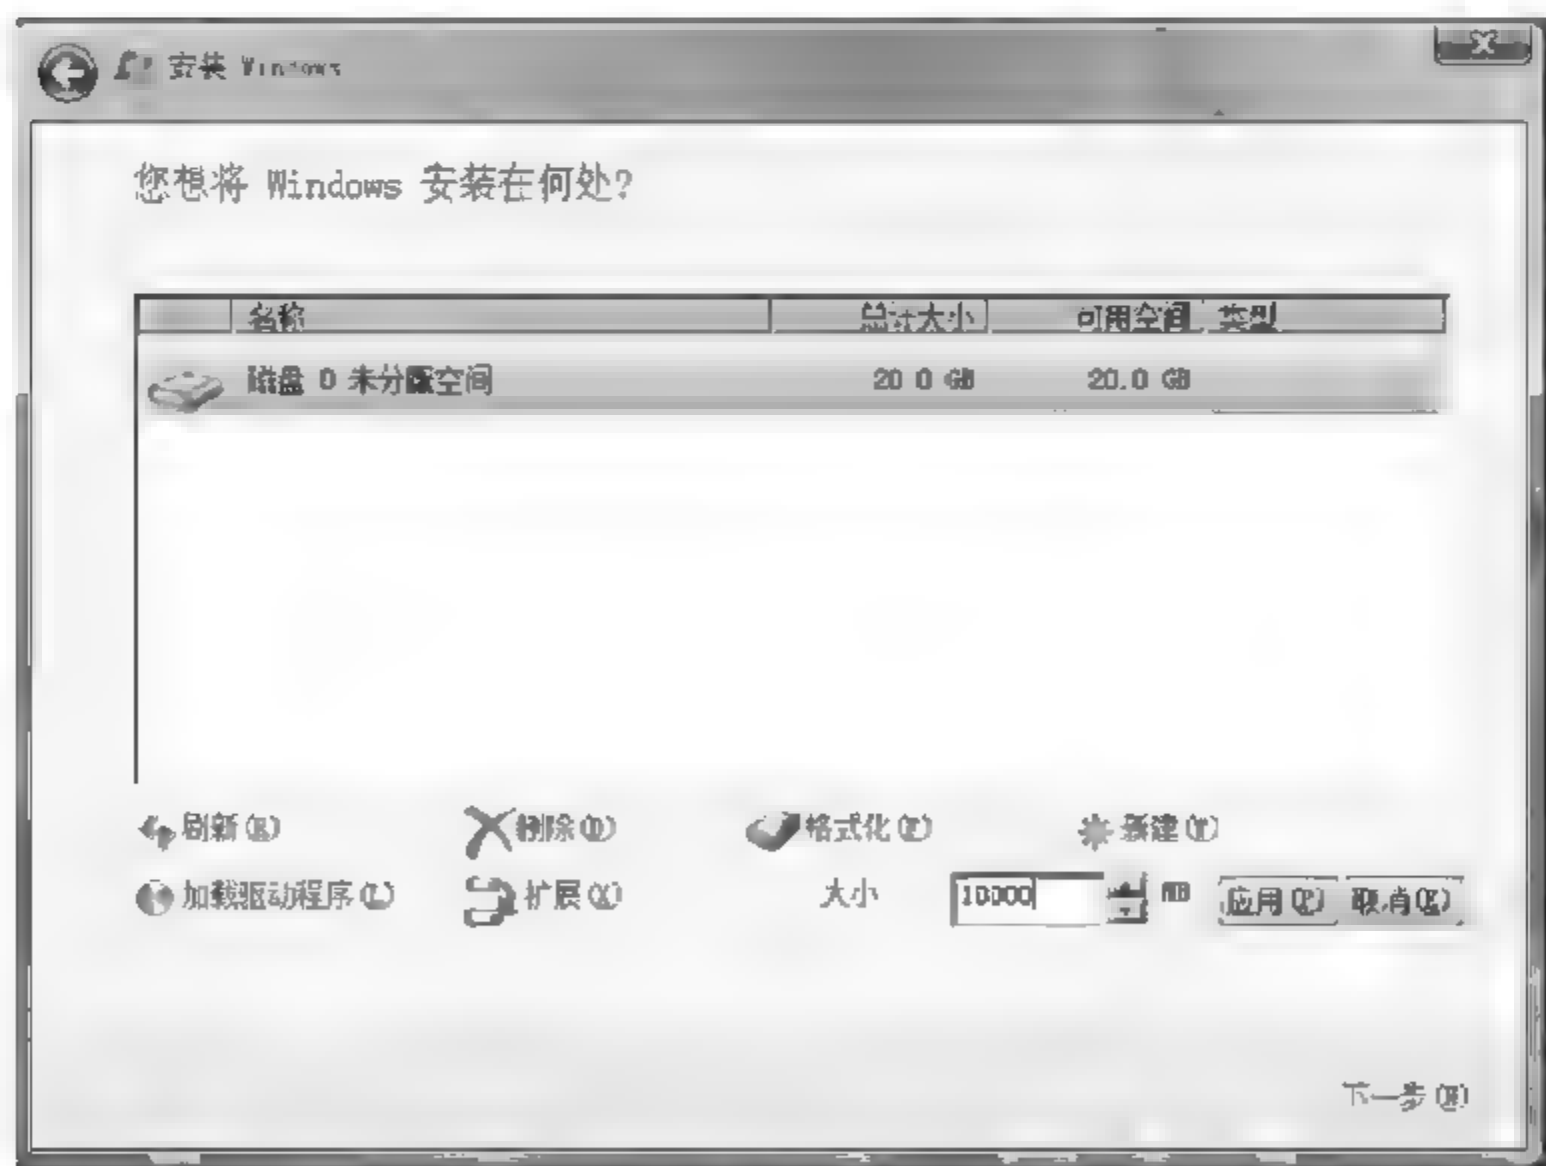 安装 Windows
您想将 Windows 安装在何处?
名称 总计大小 可用空间 类型
磁盘 0 未分配空间 20 0 GB 20.0 GB
刷新(R) 删除(D) 格式化(F) 新建(W)
加载驱动程序(L) 扩展(X) 大小 10000 MB 应用(P) 取消
下一步(N)